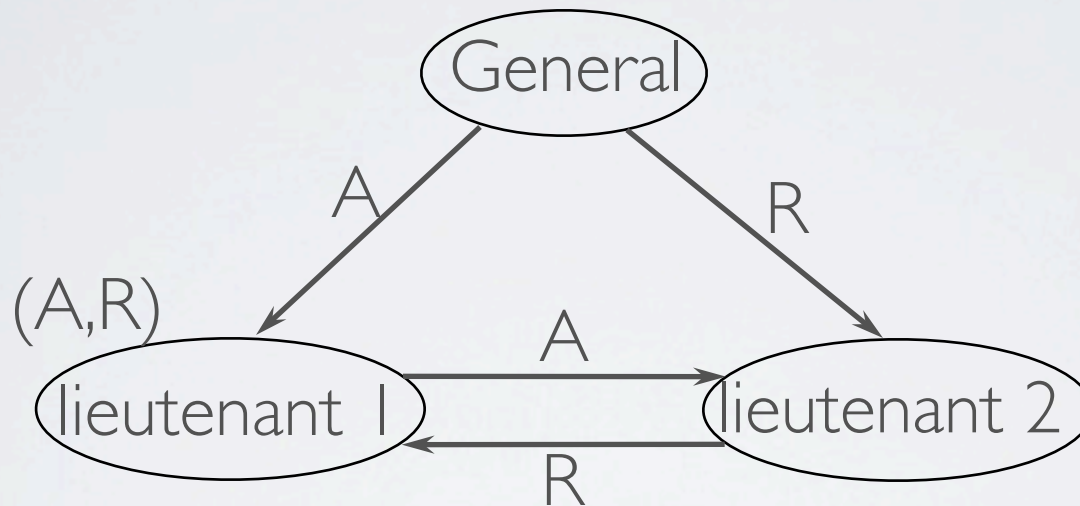 General
A
R
(A,R)
A
lieutenant 1
lieutenant 2
R